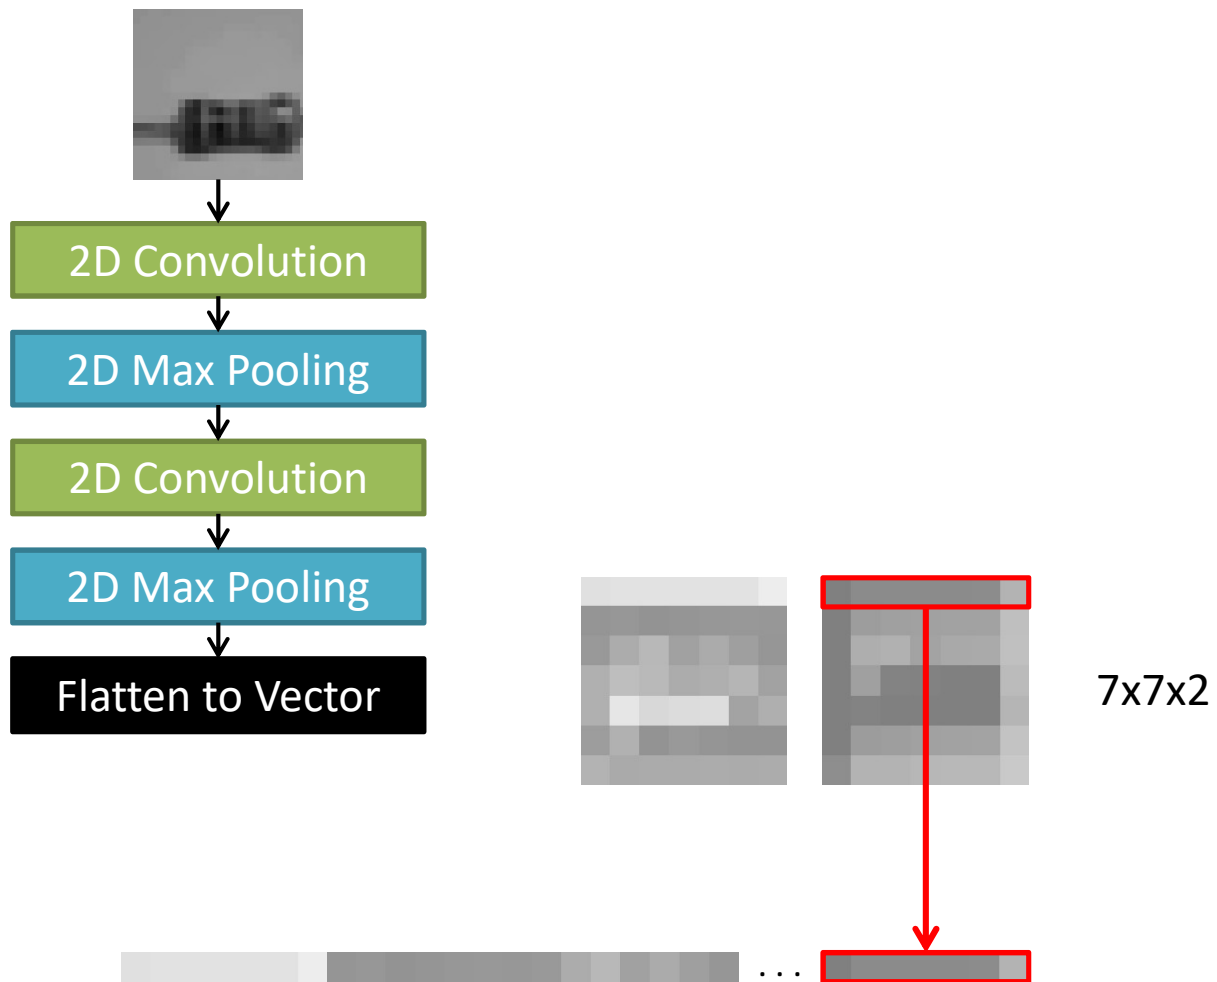 2D Convolution
2D Max Pooling
2D Convolution
2D Max Pooling
Flatten to Vector
7x7x2
. . .